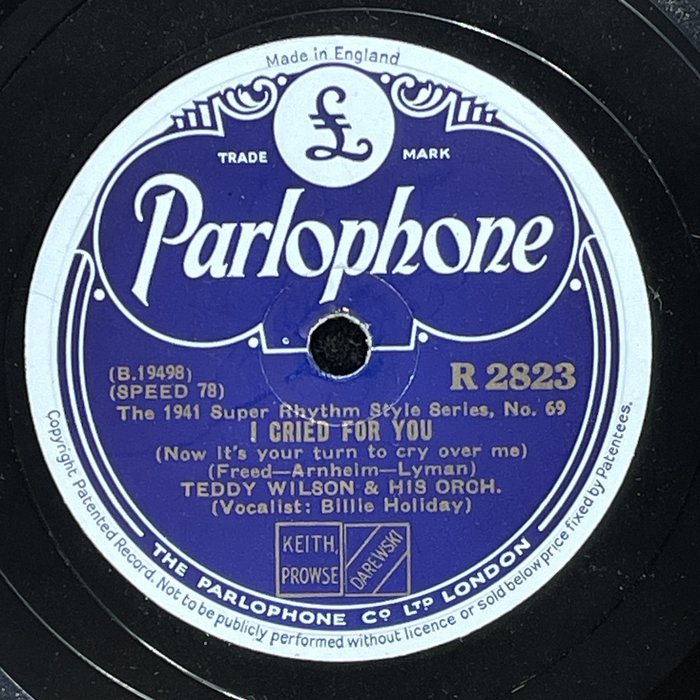 Made in England
£
TRADE MARK
Parlophone
(B.19498)
(SPEED 78)
R 2823
The 1941 Super Rhythm Style Series, No. 69
I CRIED FOR YOU
(Now it's your turn to cry over me)
(Freed—Arnheim—Lyman)
TEDDY WILSON & HIS ORCH.
(Vocalist: Billie Holiday)
KEITH, PROWSE
DAREWSKI
THE PARLOPHONE Co LTD LONDON
Copyright Patented Record. Not to be publicly performed without licence or sold below price fixed by Patentees.